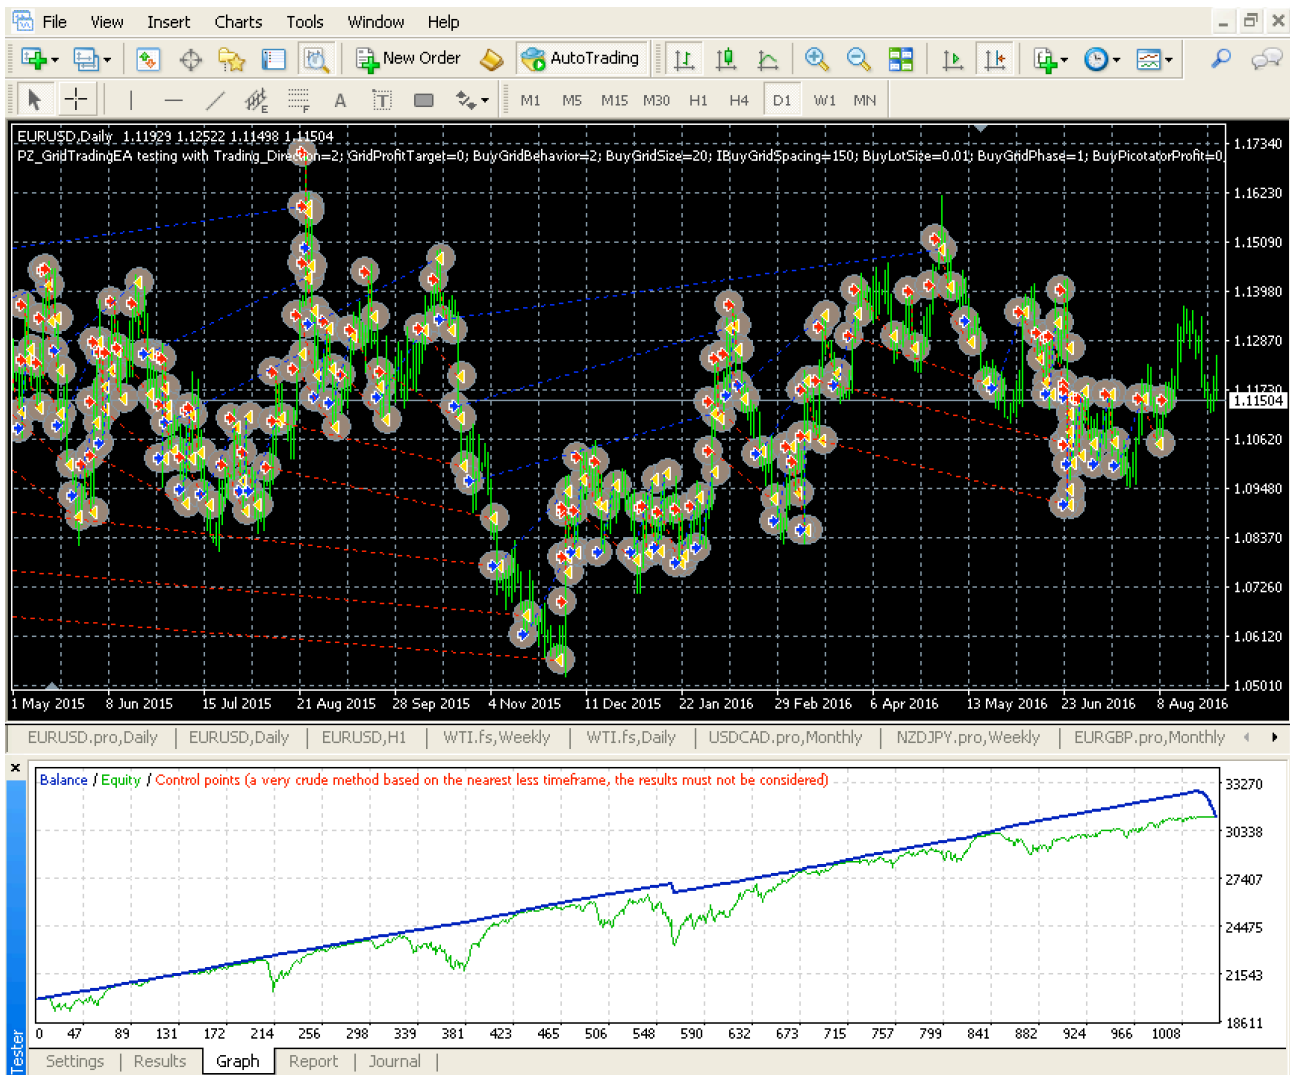 File View Insert Charts Tools Window Help
New Order AutoTrading
E F A T M1 M5 M15 M30 H1 H4 D1 W1 MN
EURUSD,Daily 1.11929 1.12522 1.11498 1.11504
PZ_GridTradingEA testing with Trading_Direction=2; GridProfitTarget=0; BuyGridBehavior=2; BuyGridSize=20; IBuyGridSpacing=150; BuyLotSize=0.01; BuyGridPhase=1; BuyPicotatorProfit=0
1.17340
1.16230
1.15090
1.13980
1.12870
1.11730
1.11504
1.10620
1.09480
1.08370
1.07260
1.06120
1.05010
1 May 2015 8 Jun 2015 15 Jul 2015 21 Aug 2015 28 Sep 2015 4 Nov 2015 11 Dec 2015 22 Jan 2016 29 Feb 2016 6 Apr 2016 13 May 2016 23 Jun 2016 8 Aug 2016
EURUSD.pro,Daily | EURUSD,Daily | EURUSD,H1 | WTI.fs,Weekly | WTI.fs,Daily | USDCAD.pro,Monthly | NZDJPY.pro,Weekly | EURGBP.pro,Monthly
Balance / Equity / Control points (a very crude method based on the nearest less timeframe, the results must not be considered)
33270
30338
27407
24475
21543
18611
0 47 89 131 172 214 256 298 339 381 423 465 506 548 590 632 673 715 757 799 841 882 924 966 1008
Tester
Settings | Results | Graph | Report | Journal |